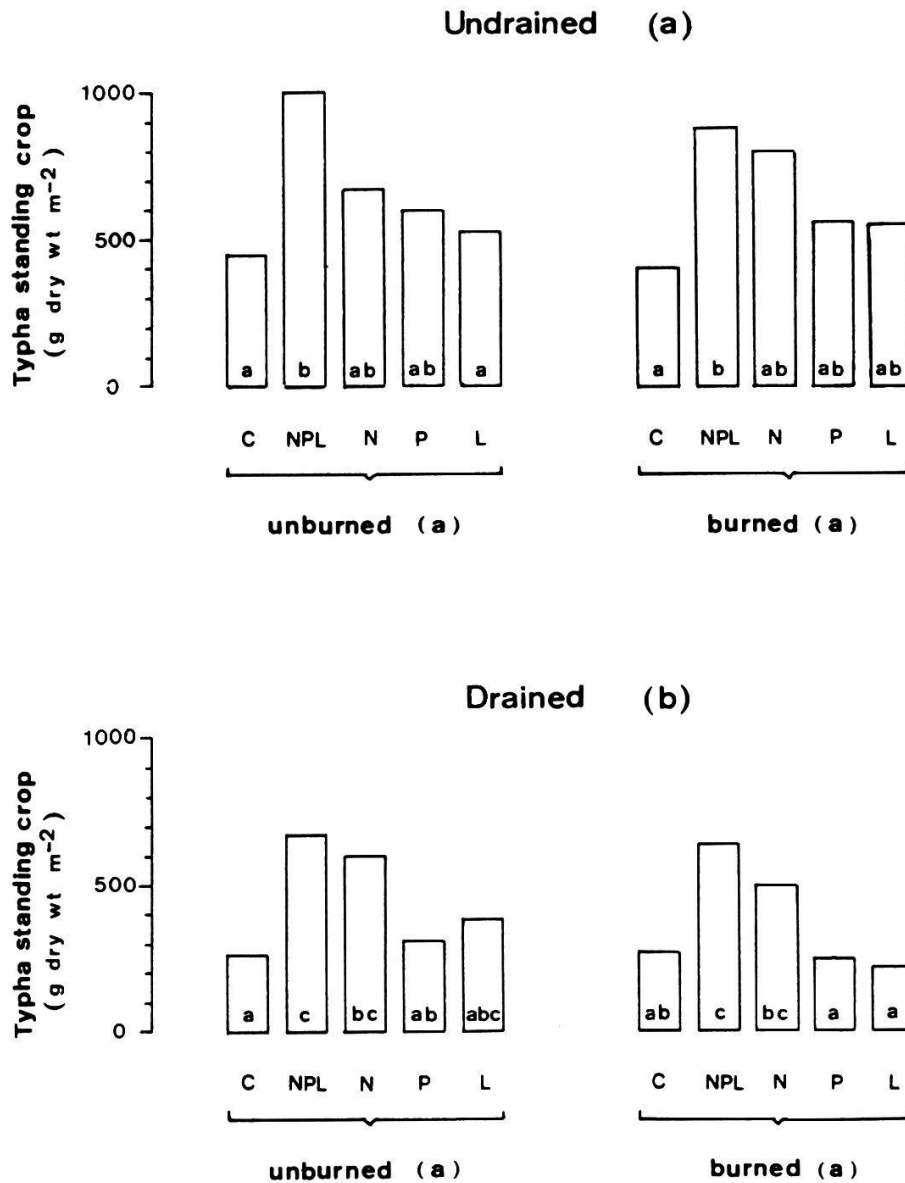 Undrained (a)
Typha standing crop
(g dry wt m−2)
1000
500
0
a b ab ab a
a b ab ab ab
C NPL N P L
C NPL N P L
unburned (a)
burned (a)
Drained (b)
Typha standing crop
(g dry wt m−2)
1000
500
0
a c bc ab abc
ab c bc a a
C NPL N P L
C NPL N P L
unburned (a)
burned (a)